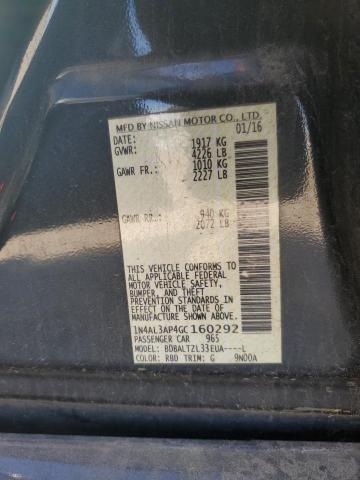 MFD BY NISSAN MOTOR CO., LTD.
DATE: 01/16
GVWR: 1917 KG
4226 LB
GAWR FR.: 1010 KG
2227 LB
GAWR RR.: 940 KG
2072 LB
THIS VEHICLE CONFORMS TO
ALL APPLICABLE FEDERAL
MOTOR VEHICLE SAFETY,
BUMPER, AND THEFT
PREVENTION STANDARDS
IN EFFECT ON THE DATE OF
MANUFACTURE SHOWN ABOVE.
1N4AL3AP4GC160292
PASSENGER CAR 965
MODEL: BDBALTZL33EUA----L
COLOR: RBD TRIM: G 9N00A